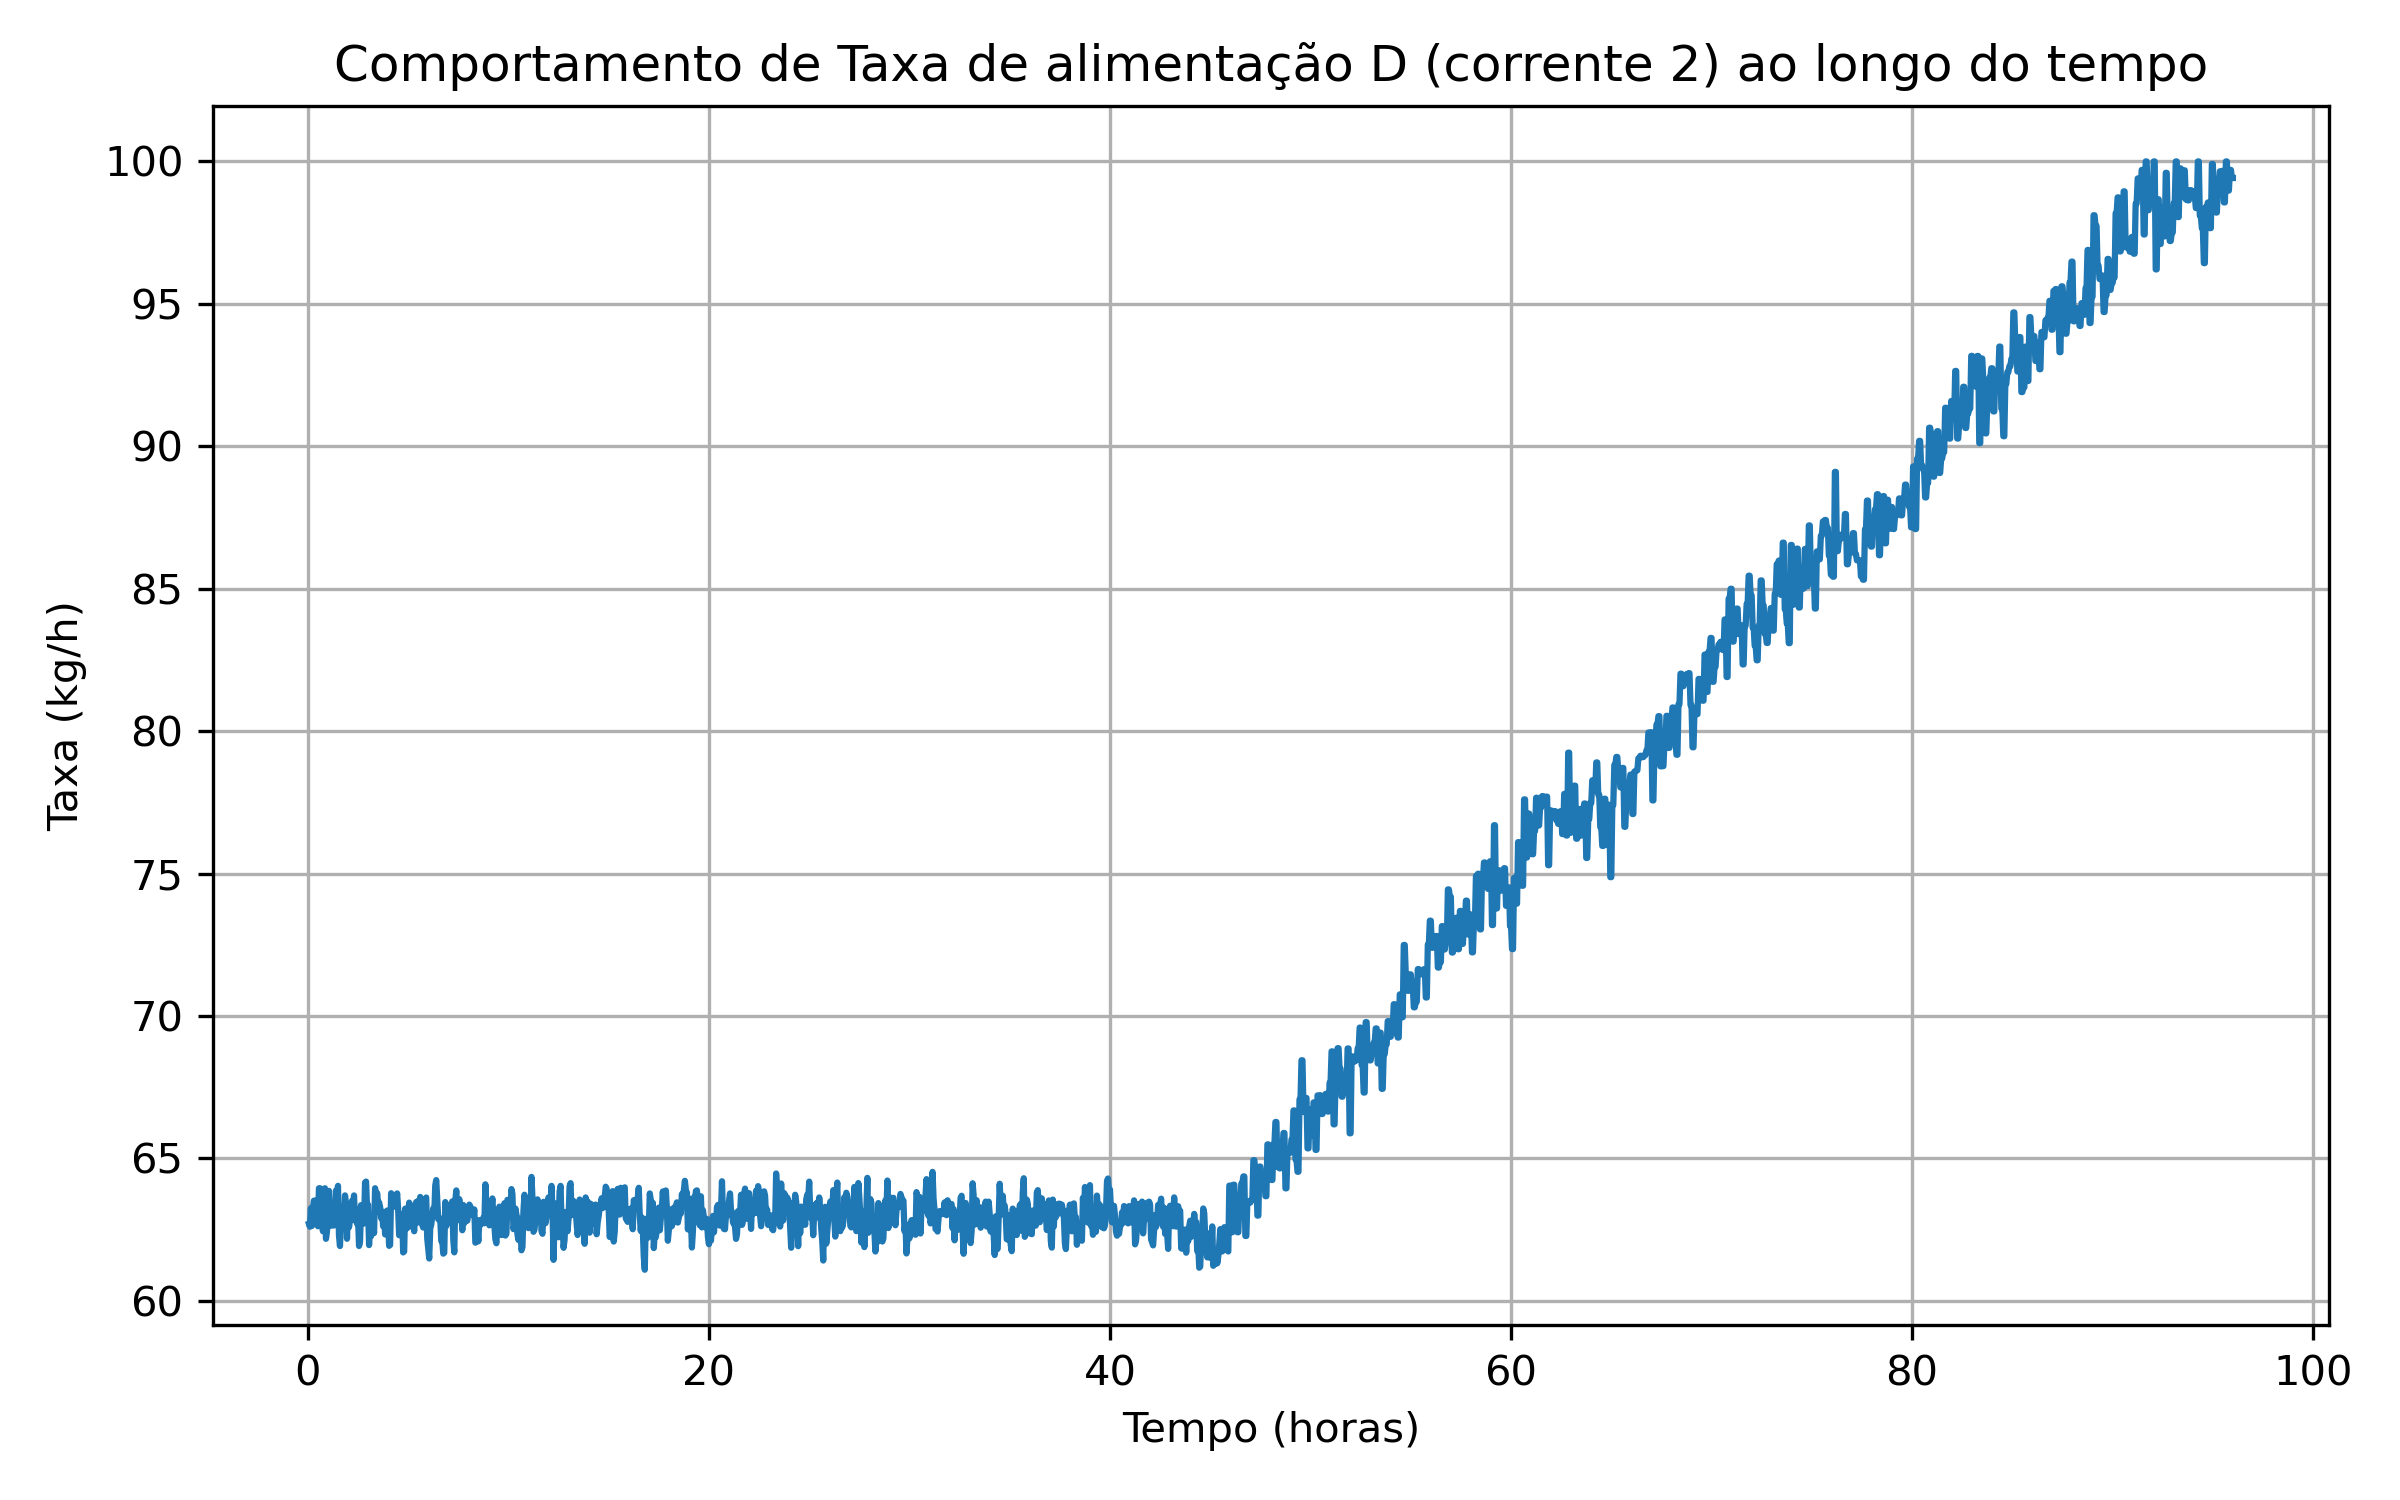 Comportamento de Taxa de alimentação D (corrente 2) ao longo do tempo
Taxa (kg/h)
100
95
90
85
80
75
70
65
60
0 20 40 60 80 100
Tempo (horas)